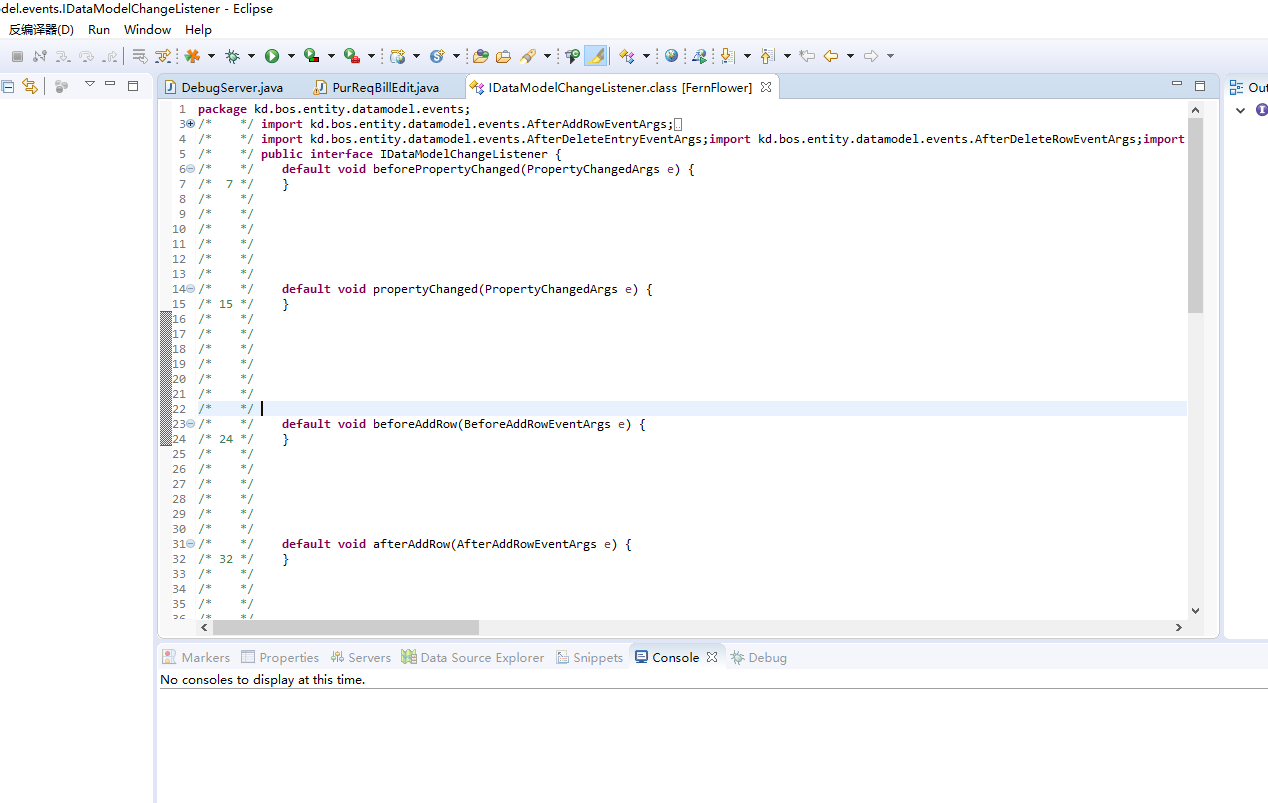 del.events.IDataModelChangeListener - Eclipse
反编译器(D) Run Window Help
DebugServer.java PurReqBillEdit.java IDataModelChangeListener.class [FernFlower] Out
1 package kd.bos.entity.datamodel.events;
3 /* */ import kd.bos.entity.datamodel.events.AfterAddRowEventArgs;
4 /* */ import kd.bos.entity.datamodel.events.AfterDeleteEntryEventArgs;import kd.bos.entity.datamodel.events.AfterDeleteRowEventArgs;import
5 /* */ public interface IDataModelChangeListener {
6 /* */ default void beforePropertyChanged(PropertyChangedArgs e) {
7 /* 7 */ }
8 /* */
9 /* */
10 /* */
11 /* */
12 /* */
13 /* */
14 /* */ default void propertyChanged(PropertyChangedArgs e) {
15 /* 15 */ }
16 /* */
17 /* */
18 /* */
19 /* */
20 /* */
21 /* */
22 /* */
23 /* */ default void beforeAddRow(BeforeAddRowEventArgs e) {
24 /* 24 */ }
25 /* */
26 /* */
27 /* */
28 /* */
29 /* */
30 /* */
31 /* */ default void afterAddRow(AfterAddRowEventArgs e) {
32 /* 32 */ }
33 /* */
34 /* */
35 /* */
36 /* */
Markers Properties Servers Data Source Explorer Snippets Console Debug
No consoles to display at this time.